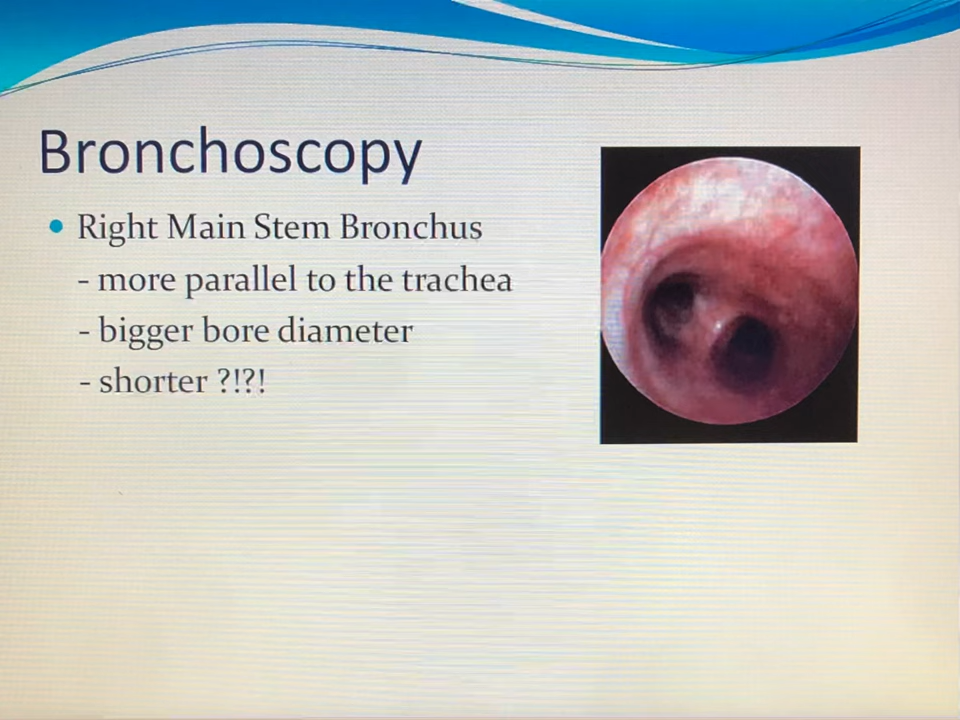 Bronchoscopy
• Right Main Stem Bronchus
- more parallel to the trachea
- bigger bore diameter
- shorter ?!?!